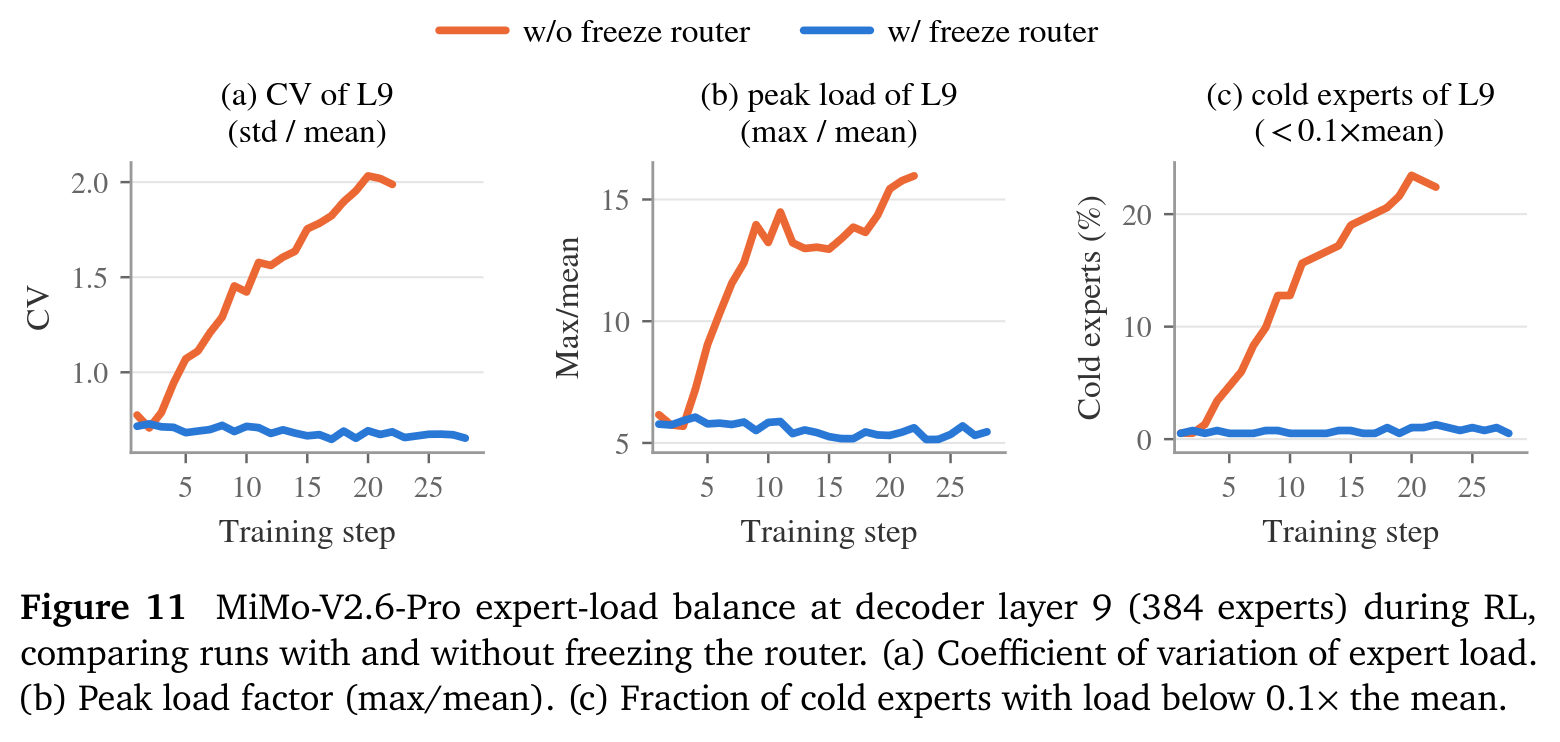 w/o freeze router w/ freeze router
(a) CV of L9
(std / mean)
CV
2.0
1.5
1.0
5 10 15 20 25
Training step
(b) peak load of L9
(max / mean)
Max/mean
15
10
5
5 10 15 20 25
Training step
(c) cold experts of L9
(<0.1×mean)
Cold experts (%)
20
10
0
5 10 15 20 25
Training step
Figure 11 MiMo-V2.6-Pro expert-load balance at decoder layer 9 (384 experts) during RL,
comparing runs with and without freezing the router. (a) Coefficient of variation of expert load.
(b) Peak load factor (max/mean). (c) Fraction of cold experts with load below 0.1× the mean.